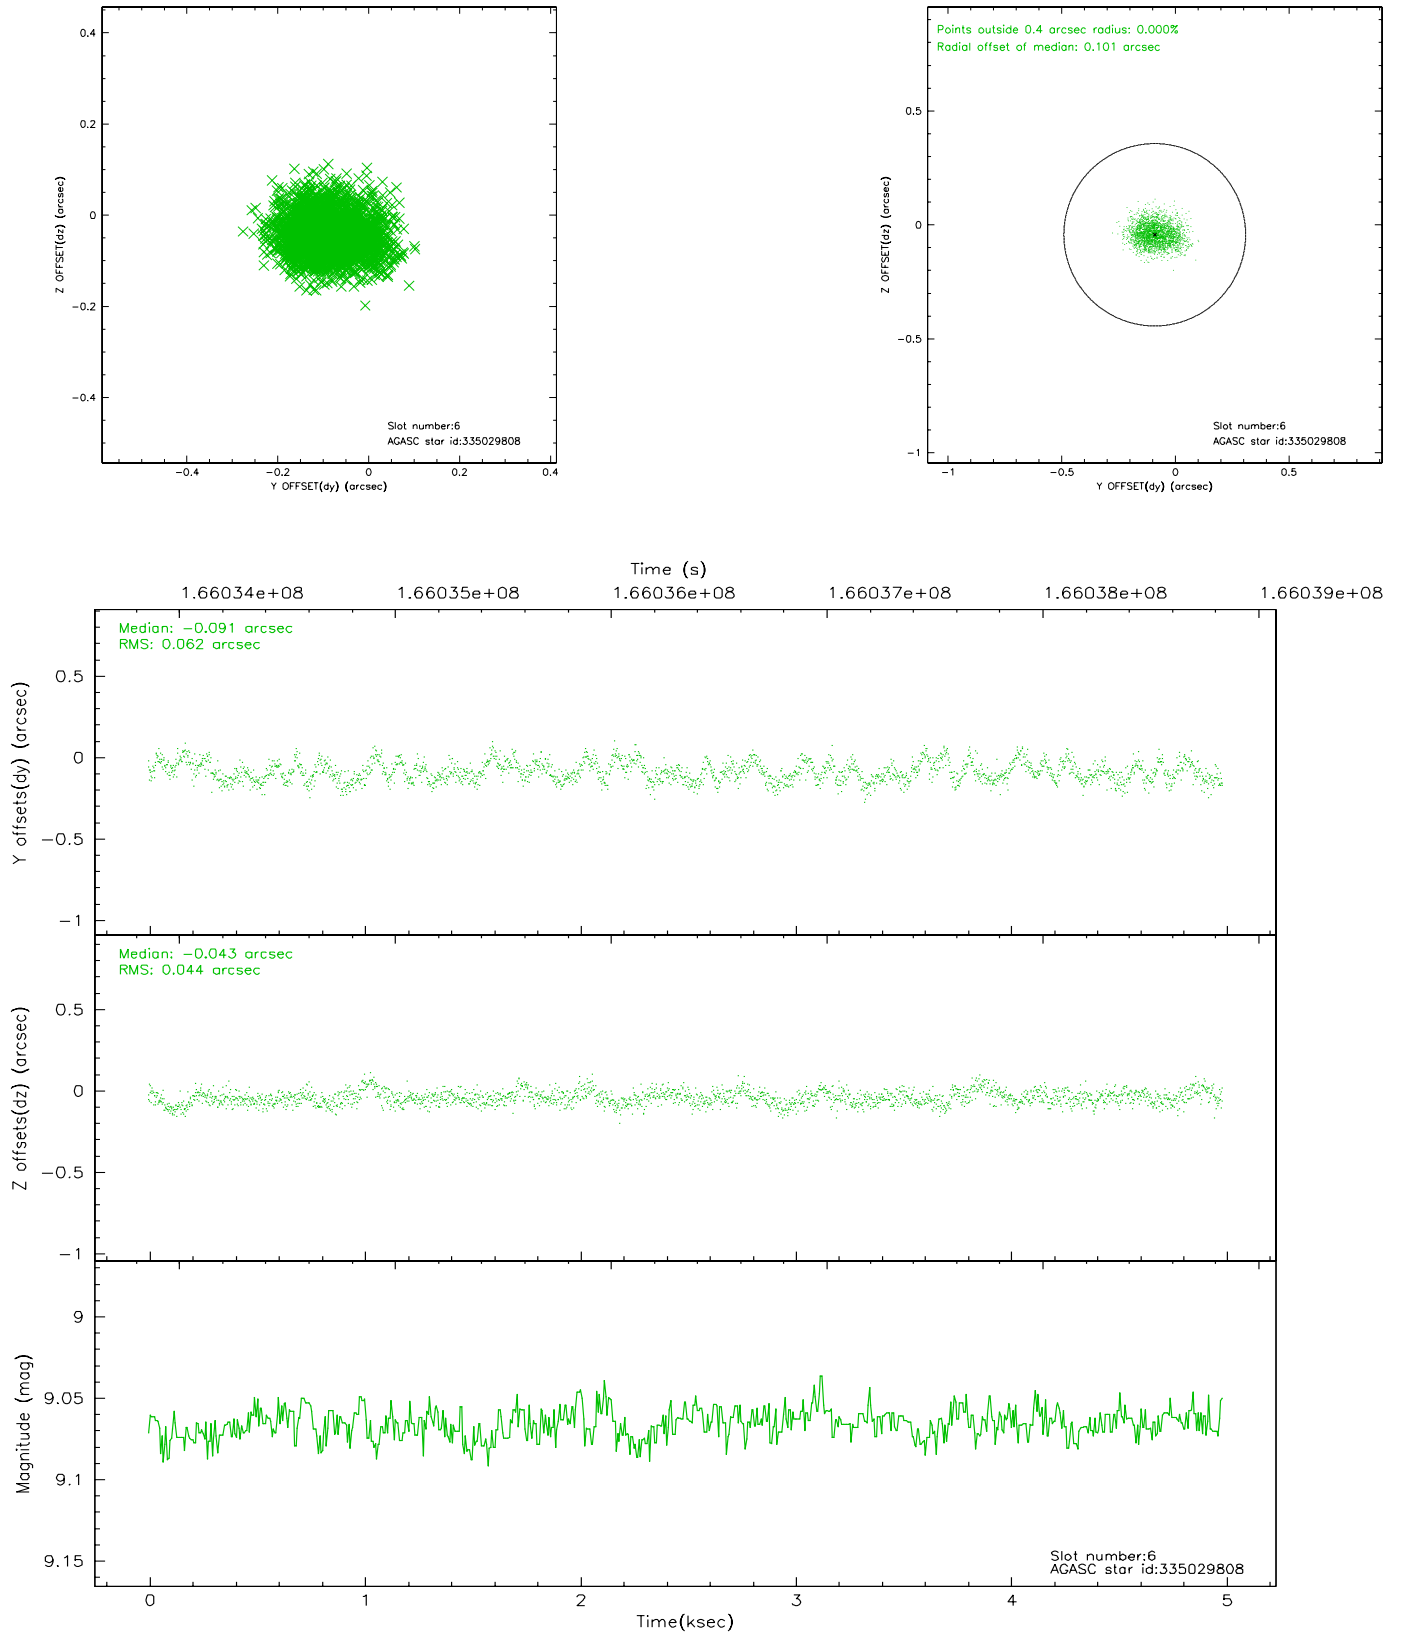 0.4
0.2
0
−0.2
−0.4
Z OFFSET(dz) (arcsec)
Slot number:6
AGASC star id:335029808
−0.4 −0.2 0 0.2 0.4
Y OFFSET(dy) (arcsec)
Points outside 0.4 arcsec radius: 0.000%
Radial offset of median: 0.101 arcsec
0.5
0
−0.5
−1
Z OFFSET(dz) (arcsec)
Slot number:6
AGASC star id:335029808
−1 −0.5 0 0.5
Y OFFSET(dy) (arcsec)
Time (s)
1.66034e+08 1.66035e+08 1.66036e+08 1.66037e+08 1.66038e+08 1.66039e+08
Median: −0.091 arcsec
RMS: 0.062 arcsec
0.5
0
−0.5
−1
Y offsets(dy) (arcsec)
Median: −0.043 arcsec
RMS: 0.044 arcsec
0.5
0
−0.5
−1
Z offsets(dz) (arcsec)
9
9.05
9.1
9.15
Magnitude (mag)
Slot number:6
AGASC star id:335029808
0 1 2 3 4 5
Time(ksec)